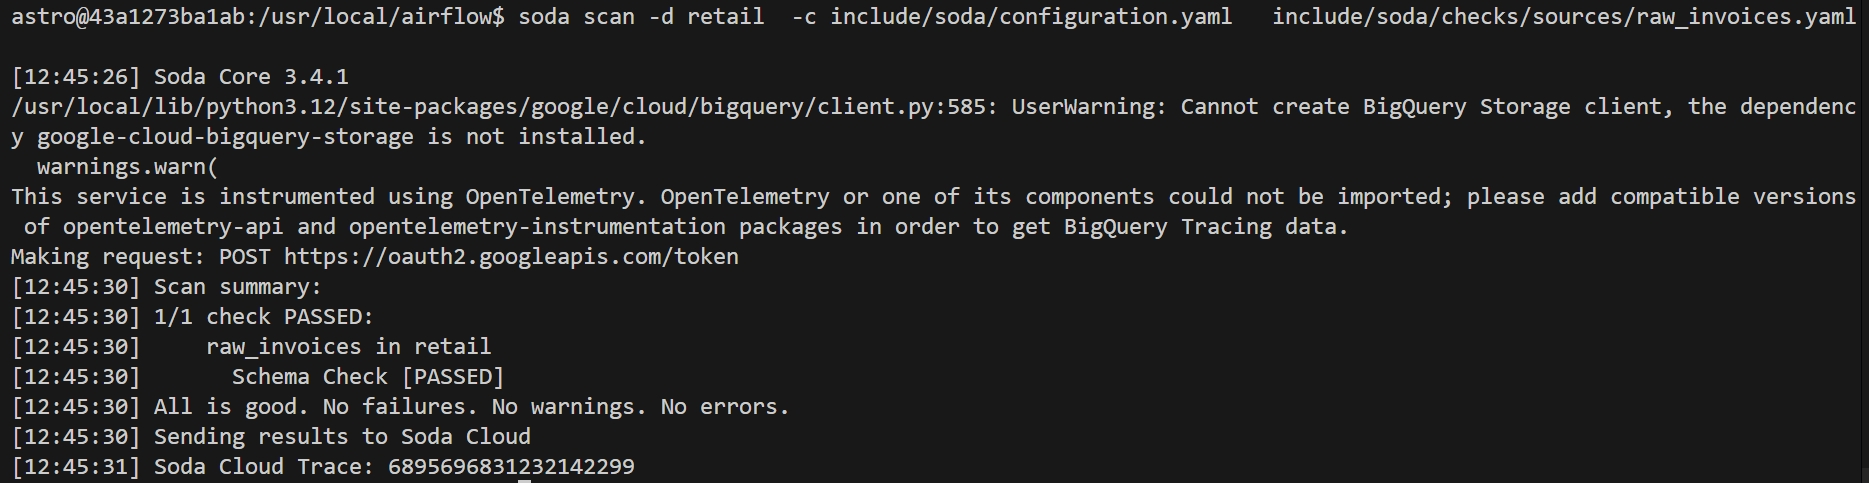 astro@43a1273ba1ab:/usr/local/airflow$ soda scan -d retail  -c include/soda/configuration.yaml   include/soda/checks/sources/raw_invoices.yaml
[12:45:26] Soda Core 3.4.1
/usr/local/lib/python3.12/site-packages/google/cloud/bigquery/client.py:585: UserWarning: Cannot create BigQuery Storage client, the dependenc
y google-cloud-bigquery-storage is not installed.
  warnings.warn(
This service is instrumented using OpenTelemetry. OpenTelemetry or one of its components could not be imported; please add compatible versions
 of opentelemetry-api and opentelemetry-instrumentation packages in order to get BigQuery Tracing data.
Making request: POST https://oauth2.googleapis.com/token
[12:45:30] Scan summary:
[12:45:30] 1/1 check PASSED:
[12:45:30]     raw_invoices in retail
[12:45:30]       Schema Check [PASSED]
[12:45:30] All is good. No failures. No warnings. No errors.
[12:45:30] Sending results to Soda Cloud
[12:45:31] Soda Cloud Trace: 6895696831232142299